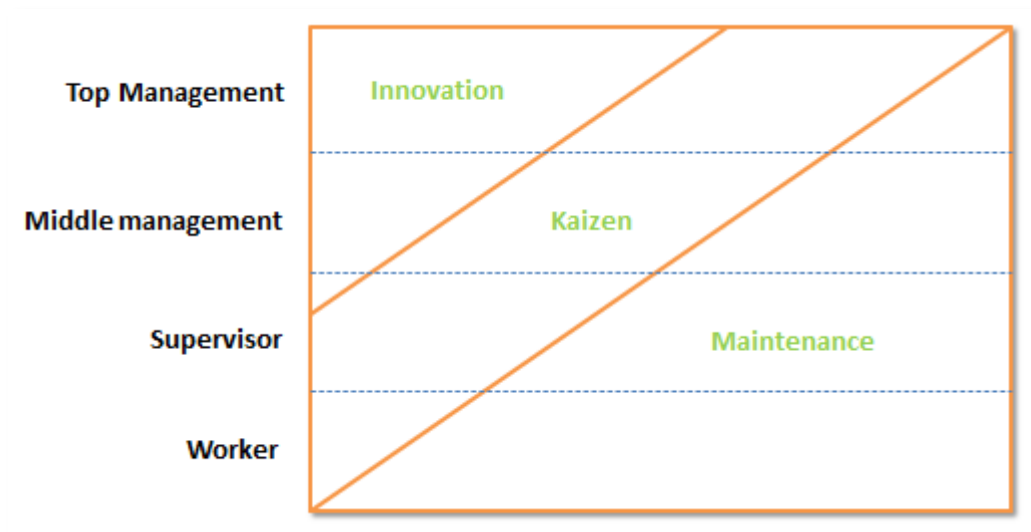 Top Management
Innovation
Middle management
Kaizen
Supervisor
Maintenance
Worker